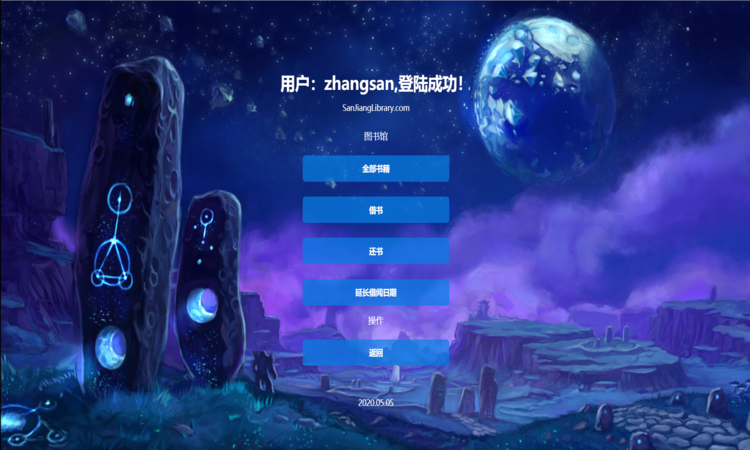 用户：zhangsan,登陆成功！
SanJiangLibrary.com
图书馆
全部书籍
借书
还书
延长借阅日期
操作
返回
2020.05.05